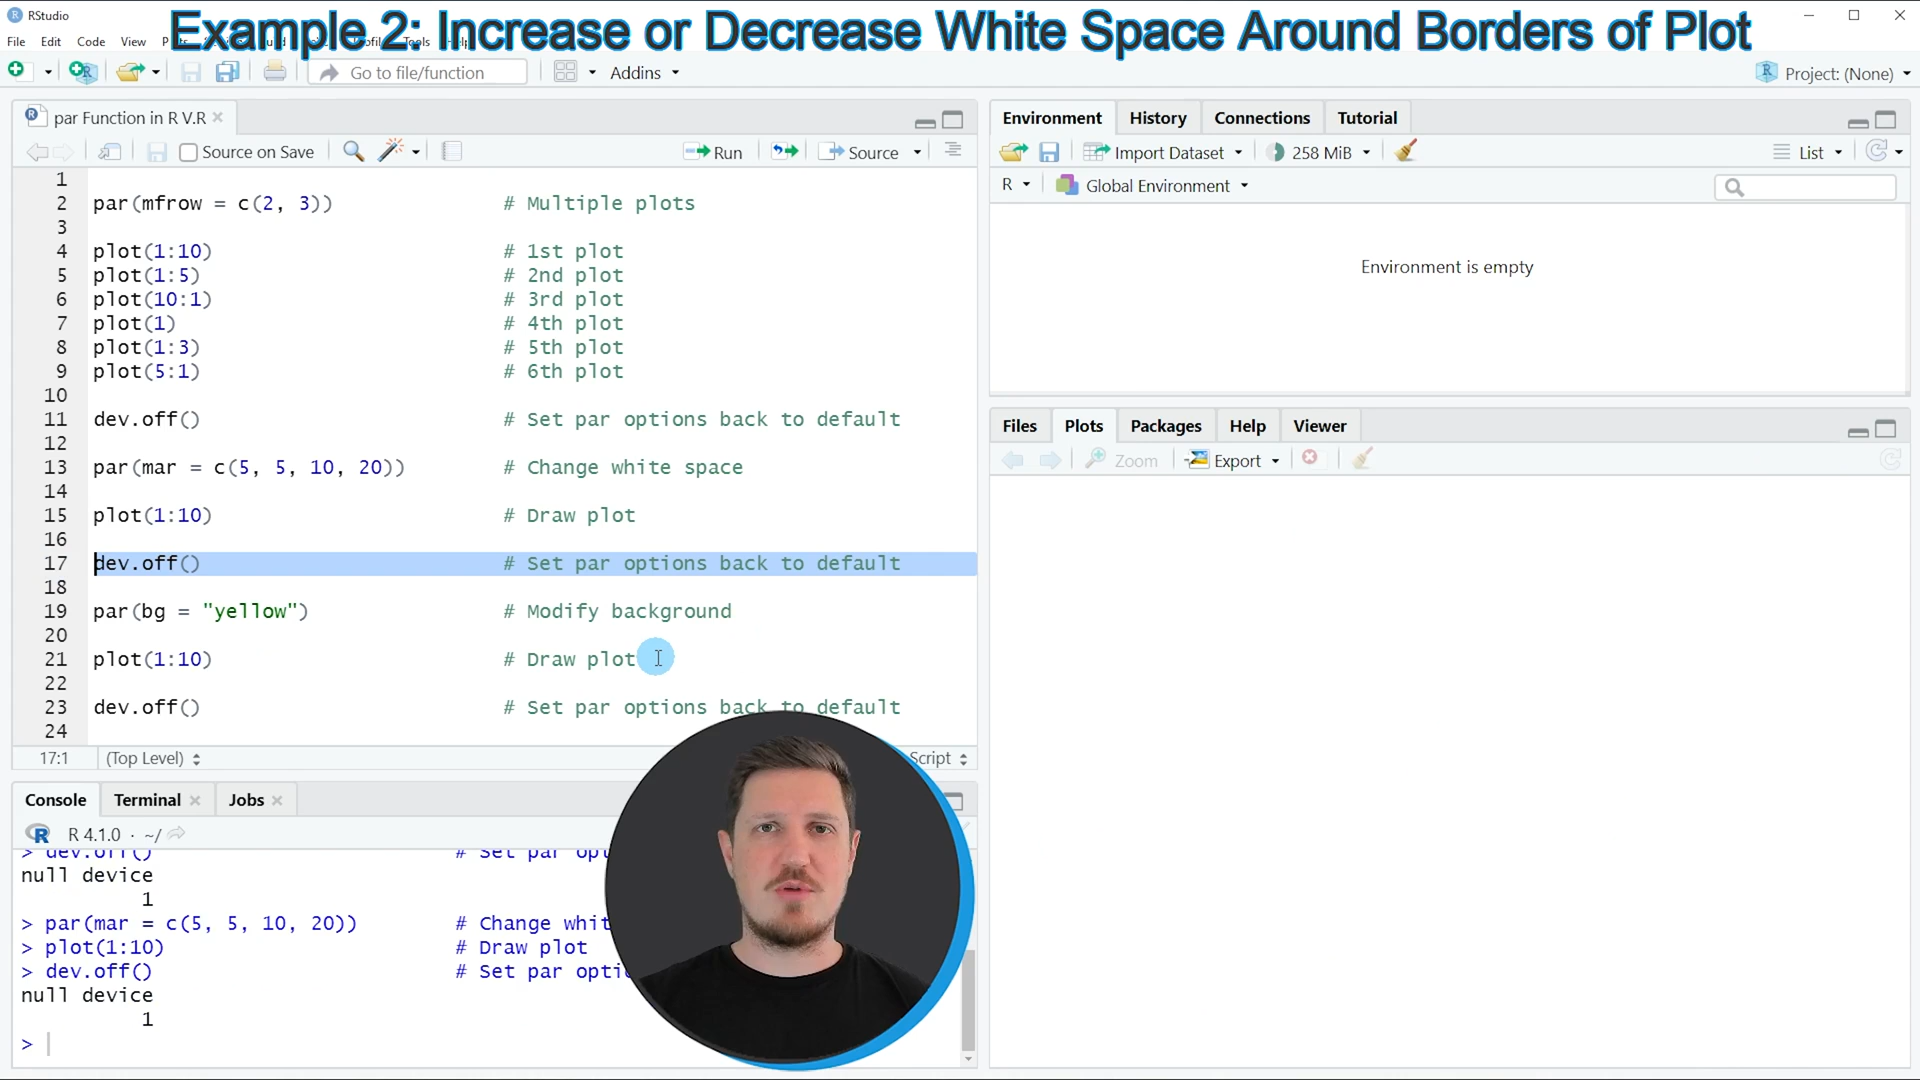 RStudio
Example 2: Increase or Decrease White Space Around Borders of Plot
File Edit Code View
Go to file/function Addins Project: (None)
par Function in R V.R
Source on Save Run Source
1
2 par(mfrow = c(2, 3)) # Multiple plots
3
4 plot(1:10) # 1st plot
5 plot(1:5) # 2nd plot
6 plot(10:1) # 3rd plot
7 plot(1) # 4th plot
8 plot(1:3) # 5th plot
9 plot(5:1) # 6th plot
10
11 dev.off() # Set par options back to default
12
13 par(mar = c(5, 5, 10, 20)) # Change white space
14
15 plot(1:10) # Draw plot
16
17 dev.off() # Set par options back to default
18
19 par(bg = "yellow") # Modify background
20
21 plot(1:10) # Draw plot
22
23 dev.off() # Set par options back to default
24
17:1 (Top Level) Script
Console Terminal Jobs
R 4.1.0 · ~/
> dev.off() # Set par opt
null device
1
> par(mar = c(5, 5, 10, 20)) # Change whit
> plot(1:10) # Draw plot
> dev.off() # Set par opti
null device
1
>
Environment History Connections Tutorial
Import Dataset 258 MiB List
R Global Environment
Environment is empty
Files Plots Packages Help Viewer
Zoom Export